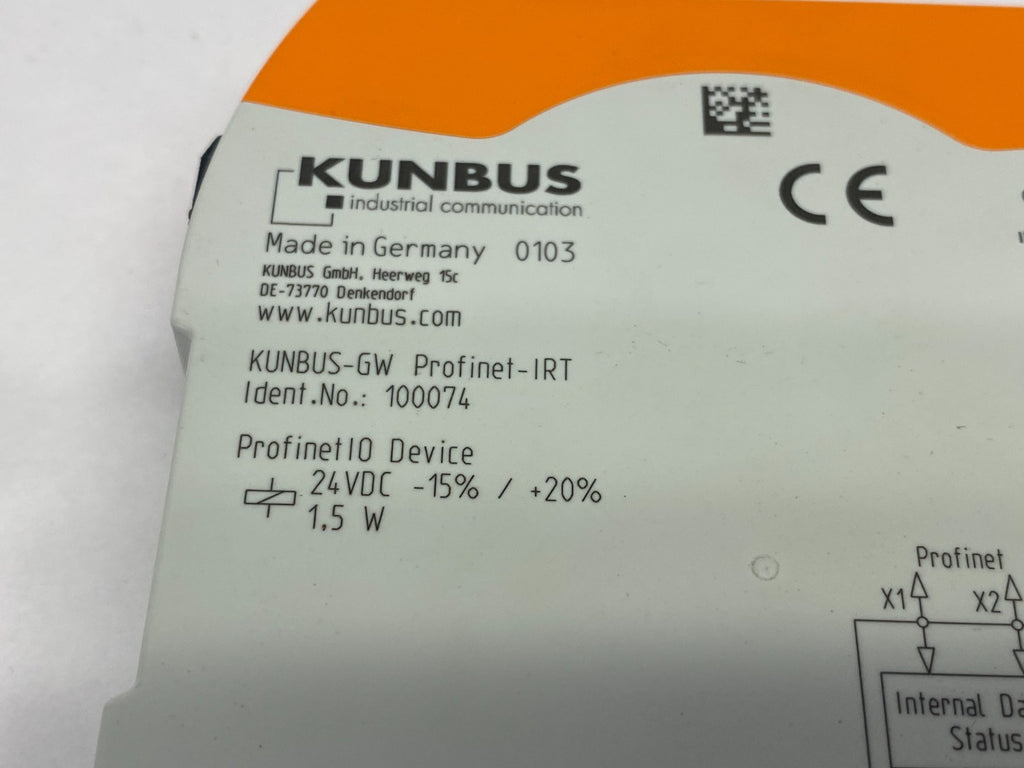 KUNBUS
industrial communication
CE
Made in Germany 0103
KUNBUS GmbH. Heerweg 15c
DE-73770 Denkendorf
www.kunbus.com
KUNBUS-GW Profinet-IRT
Ident.No.: 100074
ProfinetIO Device
24VDC -15% / +20%
1,5 W
Profinet
X1 X2
Internal Da
Status